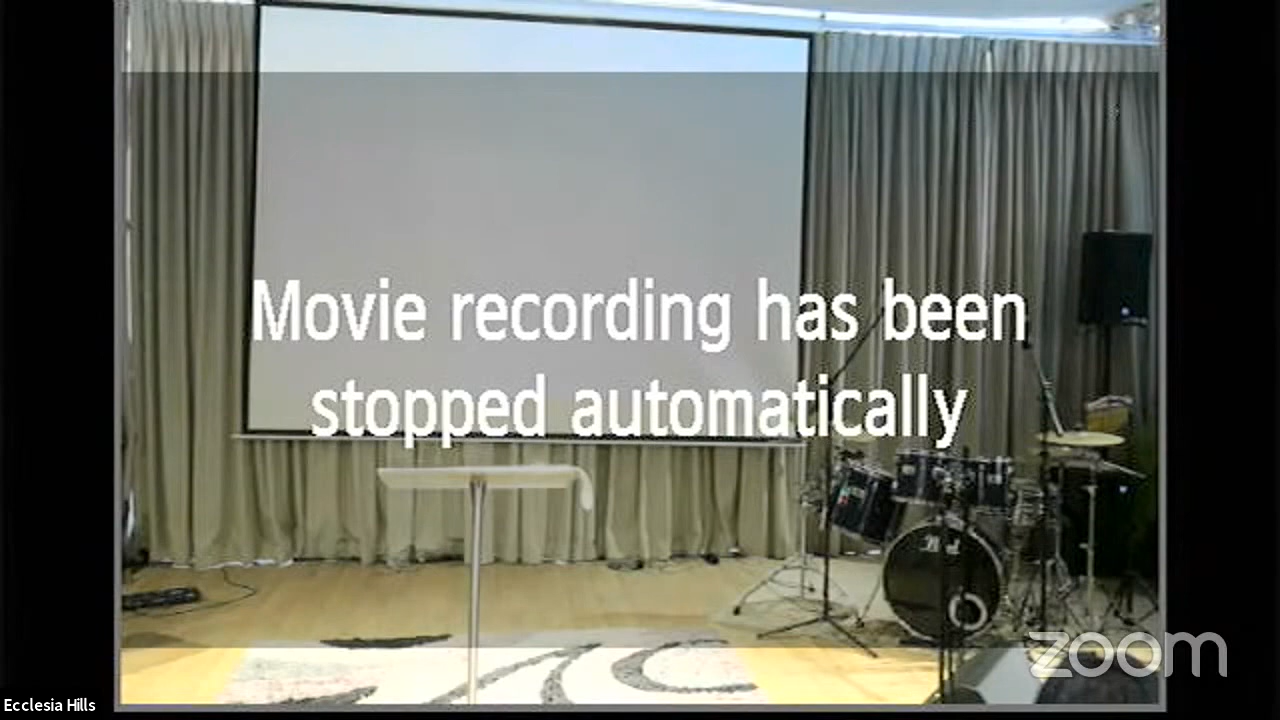 Movie recording has been
stopped automatically
zoom
Ecclesia Hills